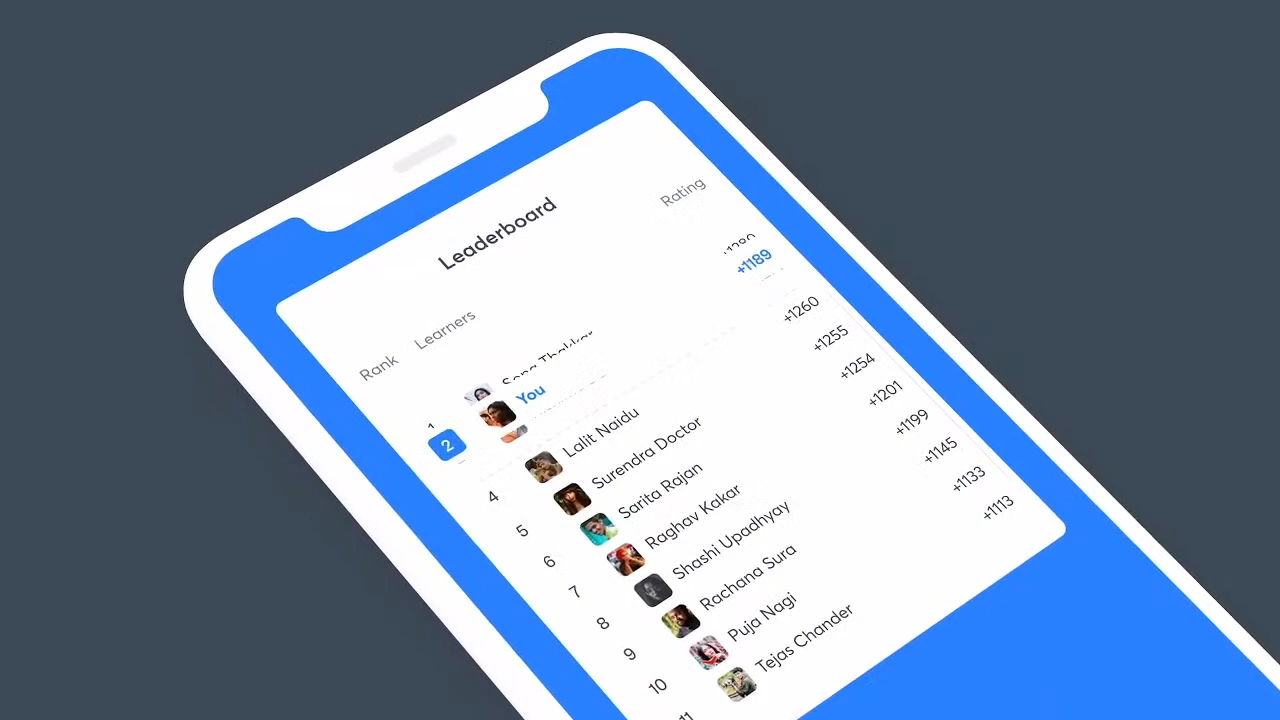 Leaderboard
Rank Learners Rating
1
2 You +1189
4 Lalit Naidu +1260
5 Surendra Doctor +1255
6 Sarita Rajan +1254
7 Raghav Kakar +1201
8 Shashi Upadhyay +1199
9 Rachana Sura +1145
10 Puja Nagi +1133
11 Tejas Chander +1113